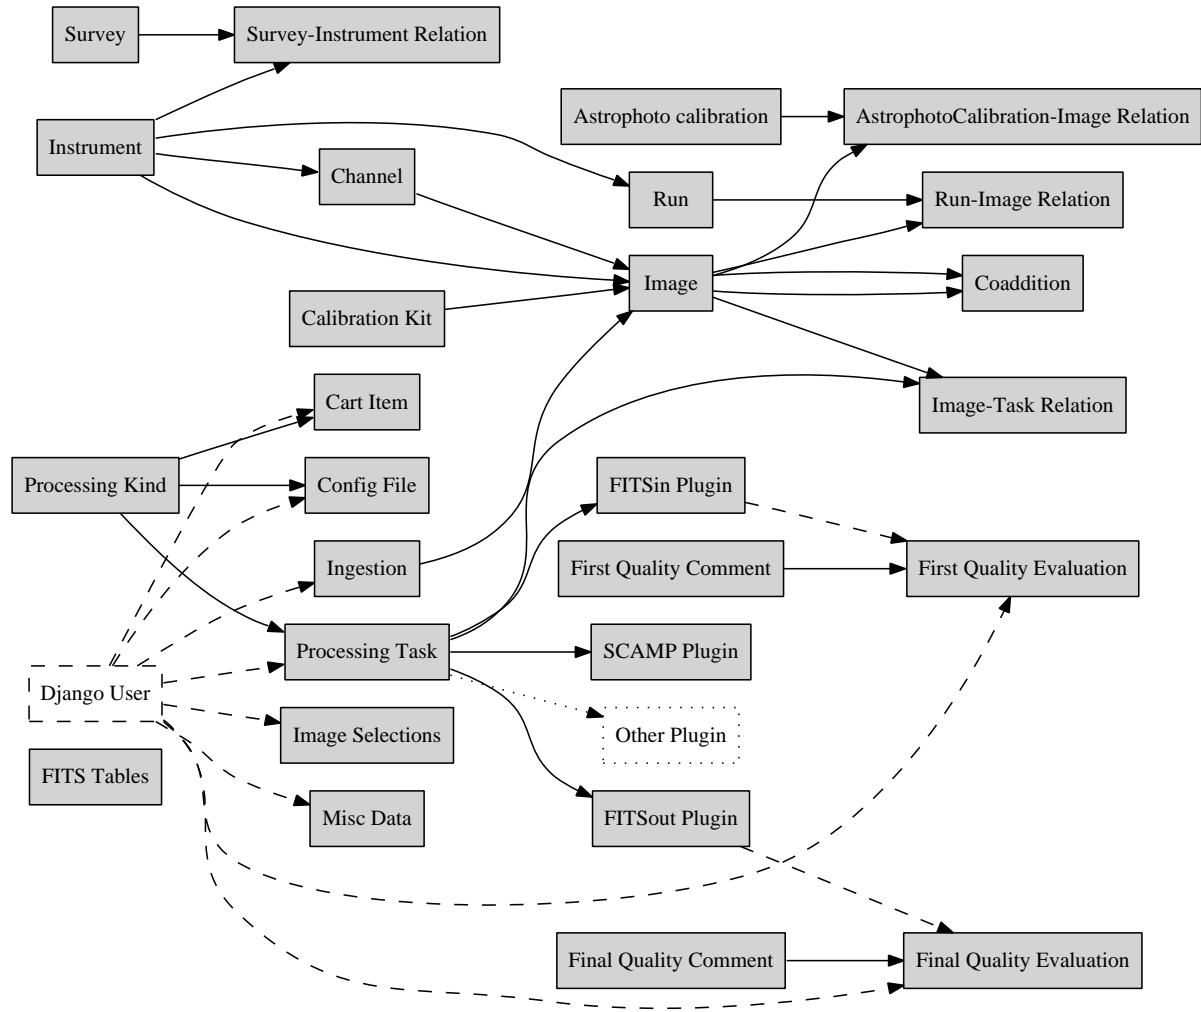 Survey
Survey-Instrument Relation
Astrophoto calibration
AstrophotoCalibration-Image Relation
Instrument
Channel
Run
Run-Image Relation
Image
Coaddition
Calibration Kit
Cart Item
Image-Task Relation
Processing Kind
Config File
FITSin Plugin
Ingestion
First Quality Comment
First Quality Evaluation
Processing Task
SCAMP Plugin
Django User
Image Selections
Other Plugin
FITS Tables
Misc Data
FITSout Plugin
Final Quality Comment
Final Quality Evaluation